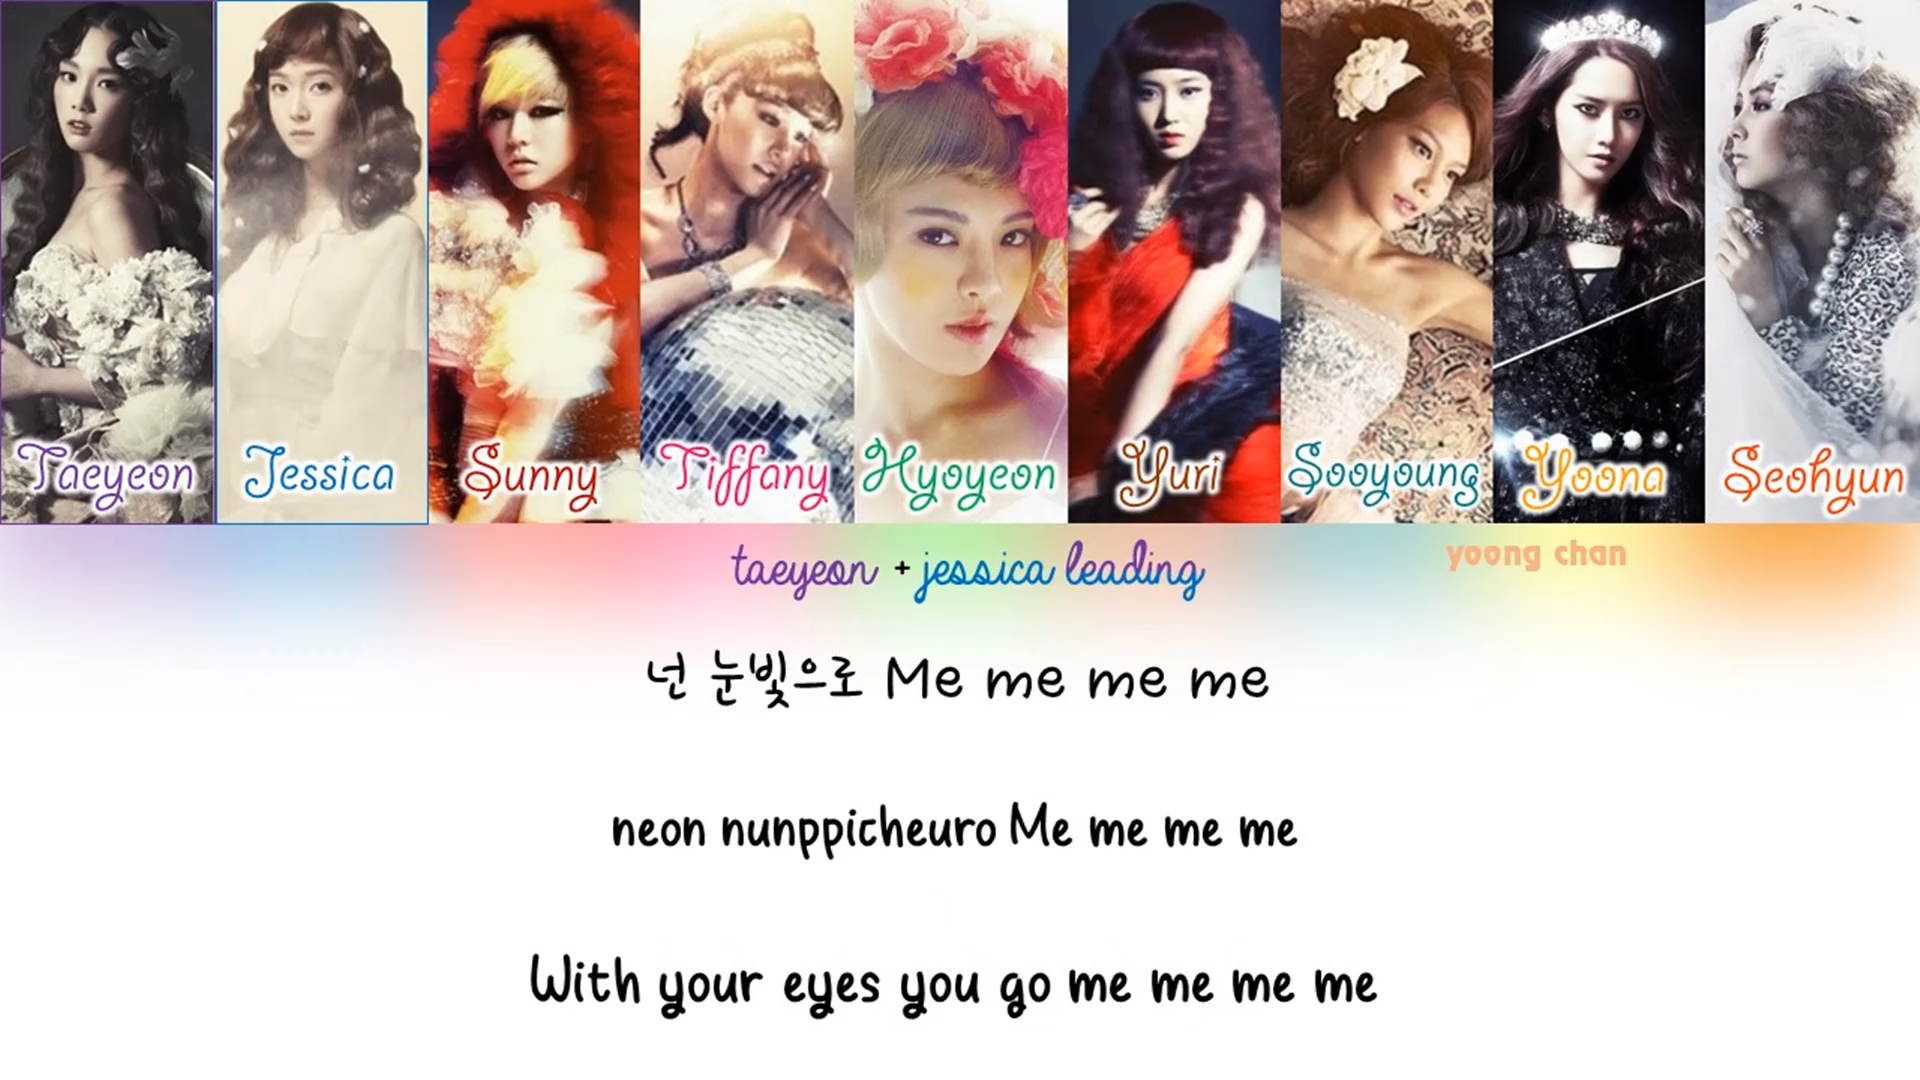 Taeyeon Jessica Sunny Tiffany Hyoyeon Yuri Sooyoung Yoona Seohyun
taeyeon + jessica leading
yoong chan
넌 눈빛으로 Me me me me
neon nunppicheuro Me me me me
With your eyes you go me me me me